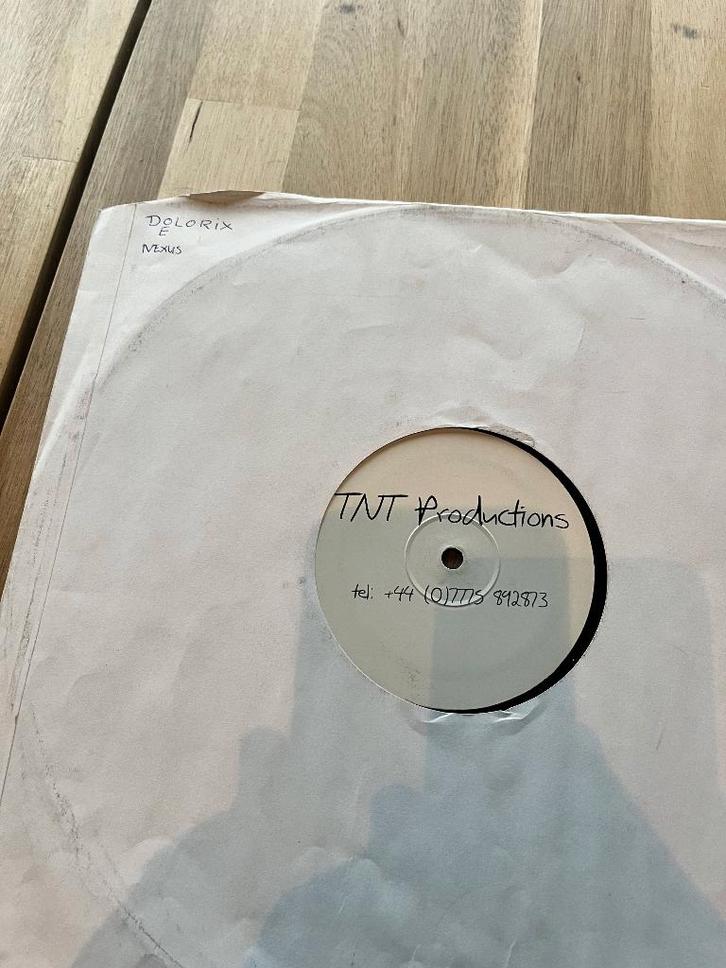 DOLORiX
E
NEXUS
TNT Productions
tel: +44 (0)7775 892873